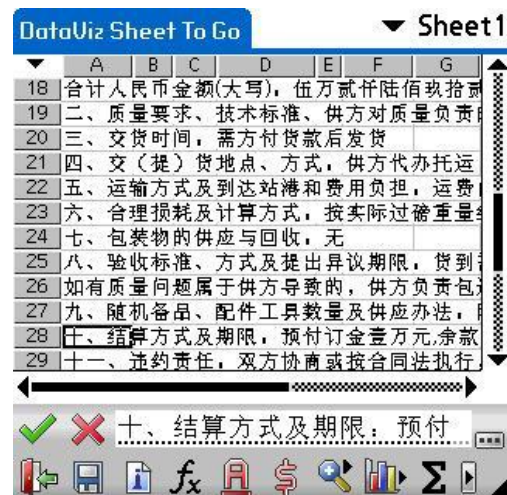 DataViz Sheet To Go
Sheet1
A B C D E F G
18 合计人民币金额(大写)：伍万贰仟陆佰玖拾贰
19 二、质量要求、技术标准、供方对质量负责
20 三、交货时间：需方付货款后发货
21 四、交（提）货地点、方式：供方代办托运
22 五、运输方式及到达站港和费用负担：运费
23 六、合理损耗及计算方式：按实际过磅重量
24 七、包装物的供应与回收：无
25 八、验收标准、方式及提出异议期限：货到
26 如有质量问题属于供方导致的，供方负责包
27 九、随机备品、配件工具数量及供应办法：
28 十、结算方式及期限：预付订金壹万元,余款
29 十一、违约责任：双方协商或按合同法执行
十、结算方式及期限：预付